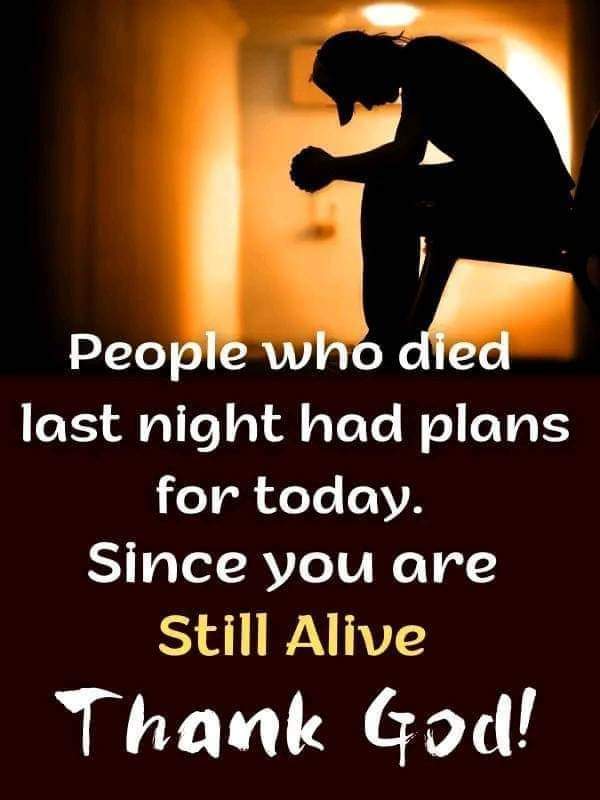 People who died
last night had plans
for today.
Since you are
Still Alive
Thank God!